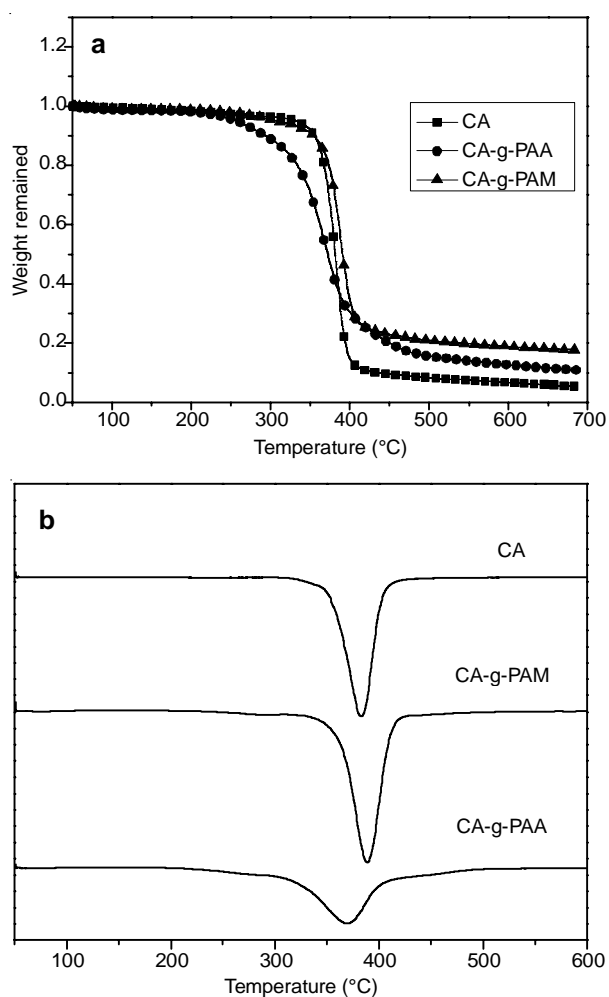 a
1.2
1.0
0.8
0.6
0.4
0.2
0.0
Weight remained
CA
CA-g-PAA
CA-g-PAM
100 200 300 400 500 600 700
Temperature (°C)
b
CA
CA-g-PAM
CA-g-PAA
100 200 300 400 500 600
Temperature (°C)